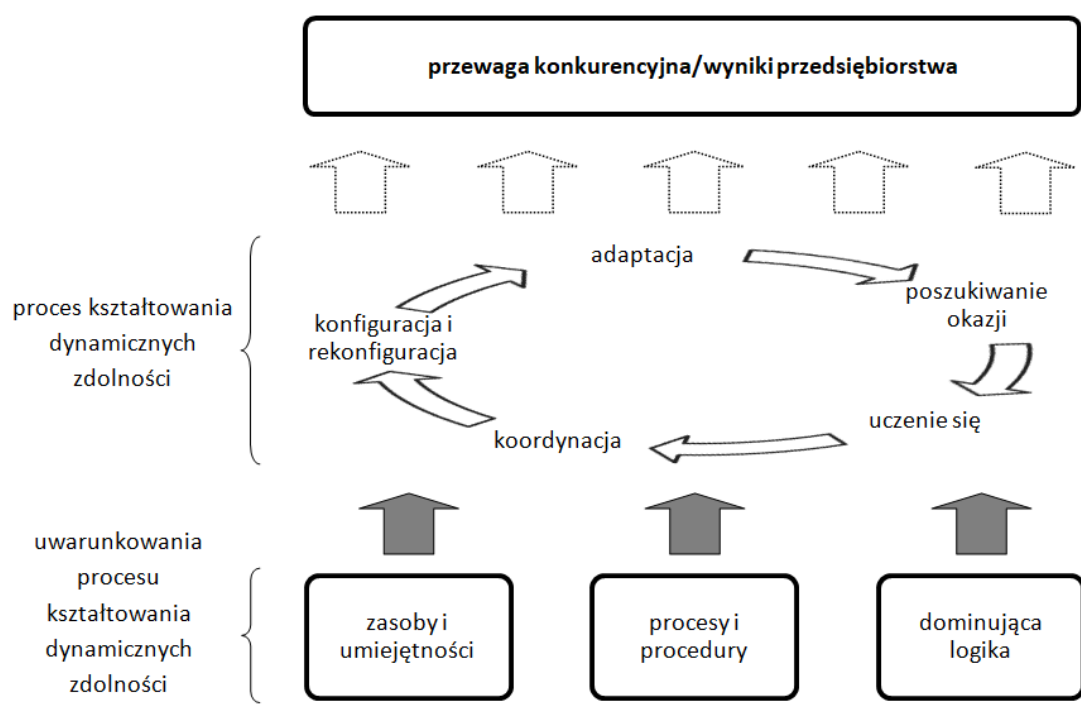 przewaga konkurencyjna/wyniki przedsiębiorstwa
adaptacja
poszukiwanie
okazji
proces kształtowania
dynamicznych
zdolności
konfiguracja i
rekonfiguracja
uczenie się
koordynacja
uwarunkowania
procesu
kształtowania
dynamicznych
zdolności
zasoby i
umiejętności
procesy i
procedury
dominująca
logika